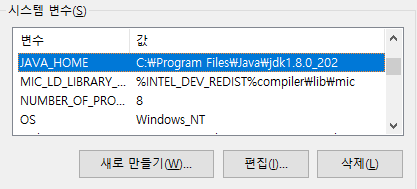 시스템 변수(S)
변수 값
JAVA_HOME C:₩Program Files₩Java₩jdk1.8.0_202
MIC_LD_LIBRARY_... %INTEL_DEV_REDIST%compiler₩lib₩mic
NUMBER_OF_PRO... 8
OS Windows_NT
새로 만들기(W)... 편집(I)... 삭제(L)